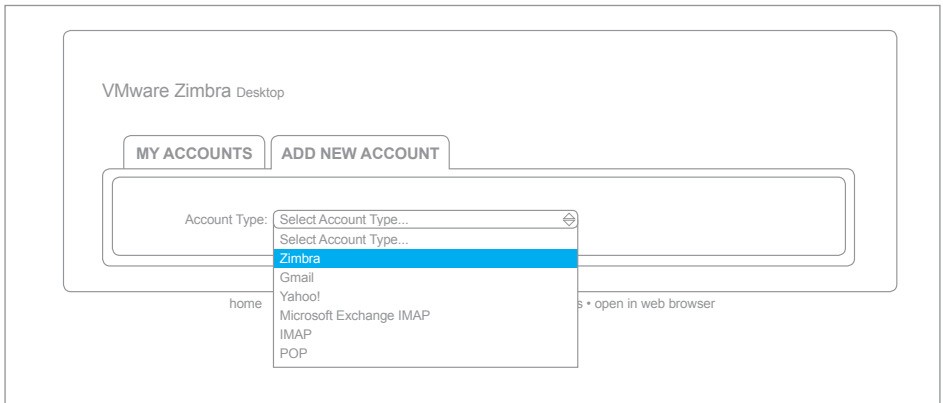 VMware Zimbra Desktop
MY ACCOUNTS ADD NEW ACCOUNT
Account Type: Select Account Type...
Select Account Type...
Zimbra
Gmail
Yahoo!
Microsoft Exchange IMAP
IMAP
POP
home s • open in web browser